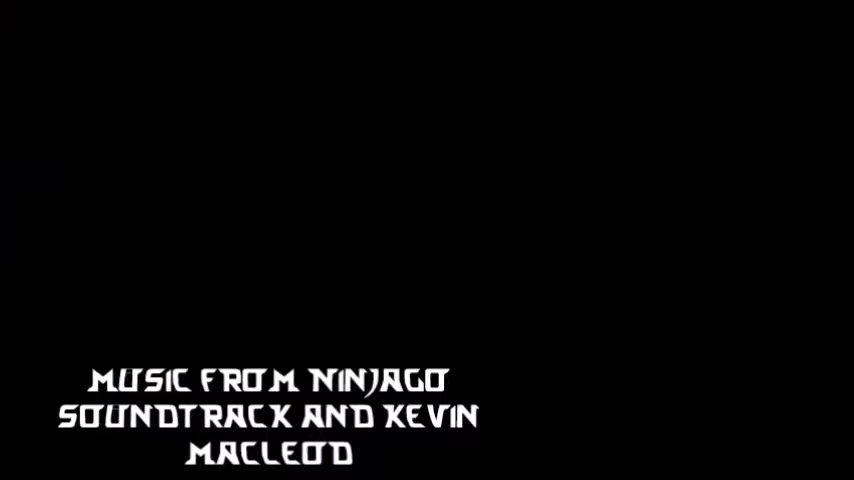 MUSIC FROM NINJAGO
SOUNDTRACK AND KEVIN
MACLEOD